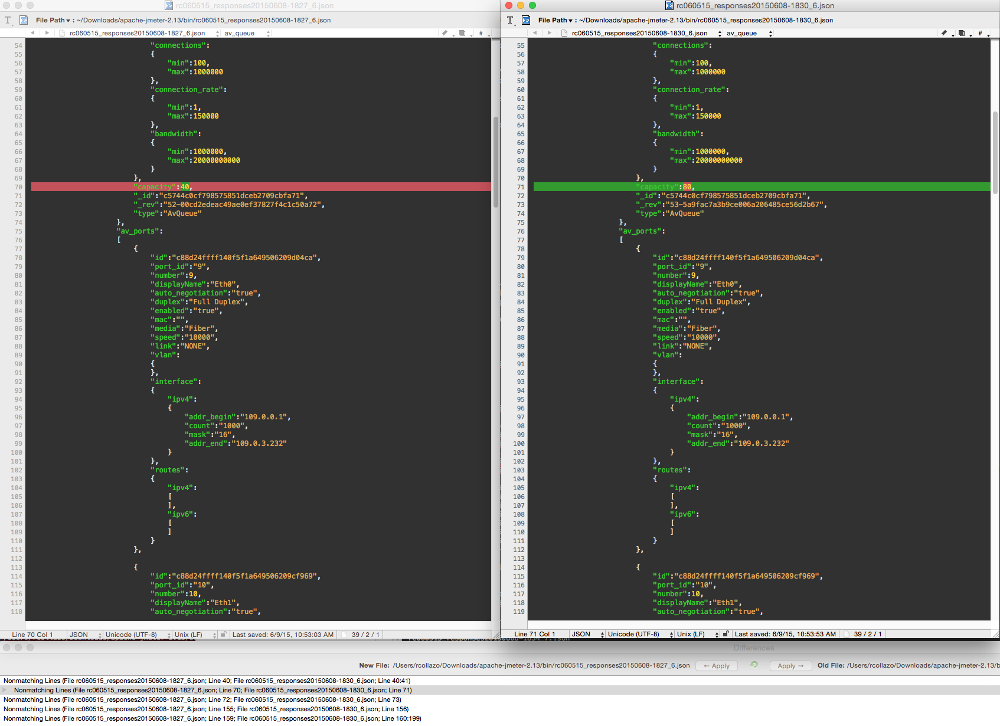 rc060515_responses20150608-1827_6.json
File Path ▾ : ~/Downloads/apache-jmeter-2.13/bin/rc060515_responses20150608-1827_6.json
rc060515_responses20150608-1827_6.json av_queue #
54 "connections":
55 {
56 "min":100,
57 "max":1000000
58 },
59 "connection_rate":
60 {
61 "min":1,
62 "max":150000
63 },
64 "bandwidth":
65 {
66 "min":1000000,
67 "max":20000000000
68 }
69 },
70 "capacity":40,
71 "_id":"c5744c0cf798575851dceb2709cbfa71",
72 "_rev":"52-00cd2edeac49ae0ef37827f4c1c50a72",
73 "type":"AvQueue"
74 },
75 "av_ports":
76 [
77 {
78 "id":"c88d24ffff140f5f1a649506209d04ca",
79 "port_id":"9",
80 "number":9,
81 "displayName":"Eth0",
82 "auto_negotiation":"true",
83 "duplex":"Full Duplex",
84 "enabled":"true",
85 "mac":"",
86 "media":"Fiber",
87 "speed":"10000",
88 "link":"NONE",
89 "vlan":
90 {
91 },
92 "interface":
93 {
94 "ipv4":
95 {
96 "addr_begin":"109.0.0.1",
97 "count":"1000",
98 "mask":"16",
99 "addr_end":"109.0.3.232"
100 }
101 },
102 "routes":
103 {
104 "ipv4":
105 [
106 ],
107 "ipv6":
108 [
109 ]
110 }
111 },
112
113 {
114 "id":"c88d24ffff140f5f1a649506209cf969",
115 "port_id":"10",
116 "number":10,
117 "displayName":"Eth1",
118 "auto_negotiation":"true",
Line 70 Col 1 JSON Unicode (UTF-8) Unix (LF) Last saved: 6/9/15, 10:53:03 AM 39 / 2 / 1
rc060515_responses20150608-1830_6.json
File Path ▾ : ~/Downloads/apache-jmeter-2.13/bin/rc060515_responses20150608-1830_6.json
rc060515_responses20150608-1830_6.json av_queue #
55 "connections":
56 {
57 "min":100,
58 "max":1000000
59 },
60 "connection_rate":
61 {
62 "min":1,
63 "max":150000
64 },
65 "bandwidth":
66 {
67 "min":1000000,
68 "max":20000000000
69 }
70 },
71 "capacity":80,
72 "_id":"c5744c0cf798575851dceb2709cbfa71",
73 "_rev":"53-5a9fac7a3b9ce006a206485ce56d2b67",
74 "type":"AvQueue"
75 },
76 "av_ports":
77 [
78 {
79 "id":"c88d24ffff140f5f1a649506209d04ca",
80 "port_id":"9",
81 "number":9,
82 "displayName":"Eth0",
83 "auto_negotiation":"true",
84 "duplex":"Full Duplex",
85 "enabled":"true",
86 "mac":"",
87 "media":"Fiber",
88 "speed":"10000",
89 "link":"NONE",
90 "vlan":
91 {
92 },
93 "interface":
94 {
95 "ipv4":
96 {
97 "addr_begin":"109.0.0.1",
98 "count":"1000",
99 "mask":"16",
100 "addr_end":"109.0.3.232"
101 }
102 },
103 "routes":
104 {
105 "ipv4":
106 [
107 ],
108 "ipv6":
109 [
110 ]
111 }
112 },
113
114 {
115 "id":"c88d24ffff140f5f1a649506209cf969",
116 "port_id":"10",
117 "number":10,
118 "displayName":"Eth1",
119 "auto_negotiation":"true",
Line 71 Col 1 JSON Unicode (UTF-8) Unix (LF) Last saved: 6/9/15, 10:53:53 AM 39 / 2 / 1
Differences
New File: /Users/rcollazo/Downloads/apache-jmeter-2.13/bin/rc060515_responses20150608-1827_6.json ← Apply Apply → Old File: /Users/rcollazo/Downloads/apache-jmeter-2.13/b
Nonmatching Lines (File rc060515_responses20150608-1827_6.json; Line 40; File rc060515_responses20150608-1830_6.json; Line 40:41)
Nonmatching Lines (File rc060515_responses20150608-1827_6.json; Line 70; File rc060515_responses20150608-1830_6.json; Line 71)
Nonmatching Lines (File rc060515_responses20150608-1827_6.json; Line 72; File rc060515_responses20150608-1830_6.json; Line 73)
Nonmatching Lines (File rc060515_responses20150608-1827_6.json; Line 155; File rc060515_responses20150608-1830_6.json; Line 156)
Nonmatching Lines (File rc060515_responses20150608-1827_6.json; Line 159; File rc060515_responses20150608-1830_6.json; Line 160:199)